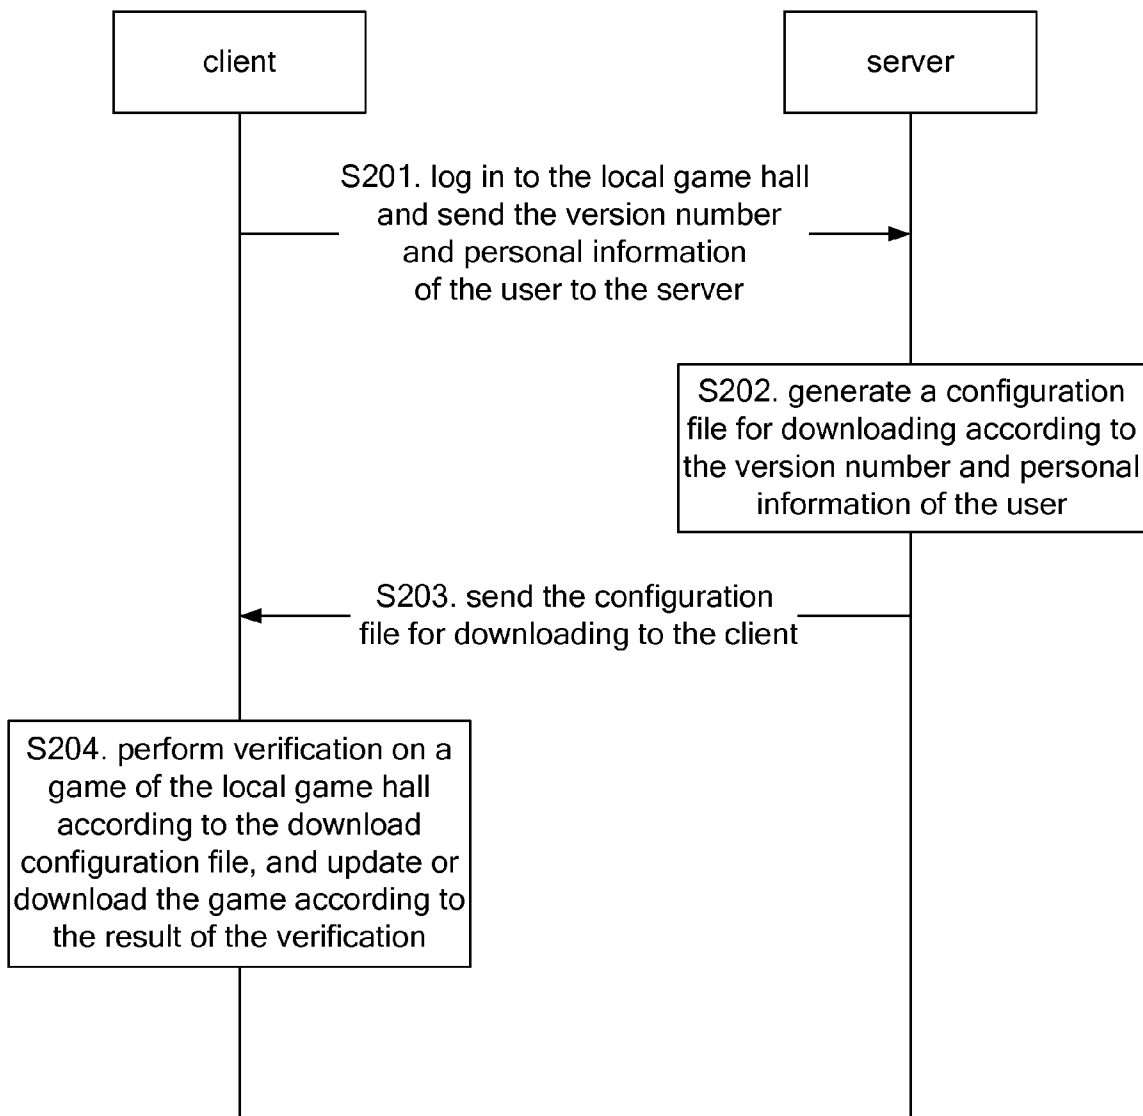 client
server
S201. log in to the local game hall
and send the version number
and personal information
of the user to the server
S202. generate a configuration
file for downloading according to
the version number and personal
information of the user
S203. send the configuration
file for downloading to the client
S204. perform verification on a
game of the local game hall
according to the download
configuration file, and update or
download the game according to
the result of the verification